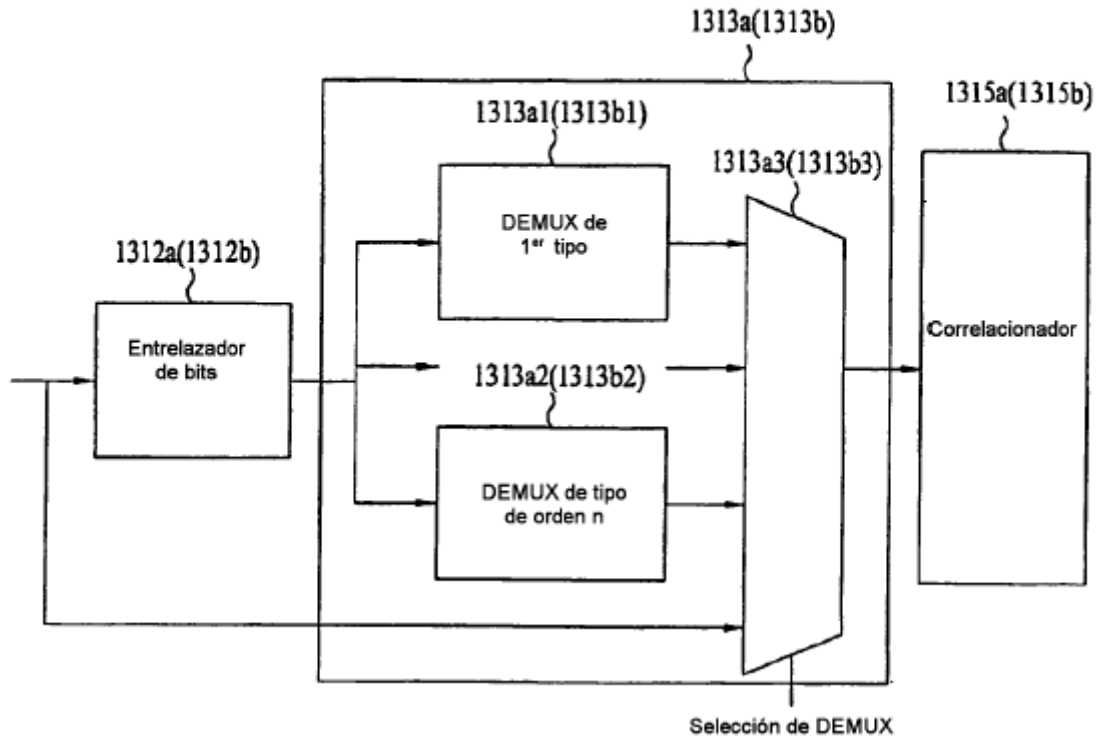 1313a(1313b)
1315a(1315b)
1313a1(1313b1)
1313a3(1313b3)
DEMUX de
1er tipo
1312a(1312b)
Entrelazador
de bits
Correlacionador
1313a2(1313b2)
DEMUX de tipo
de orden n
Selección de DEMUX